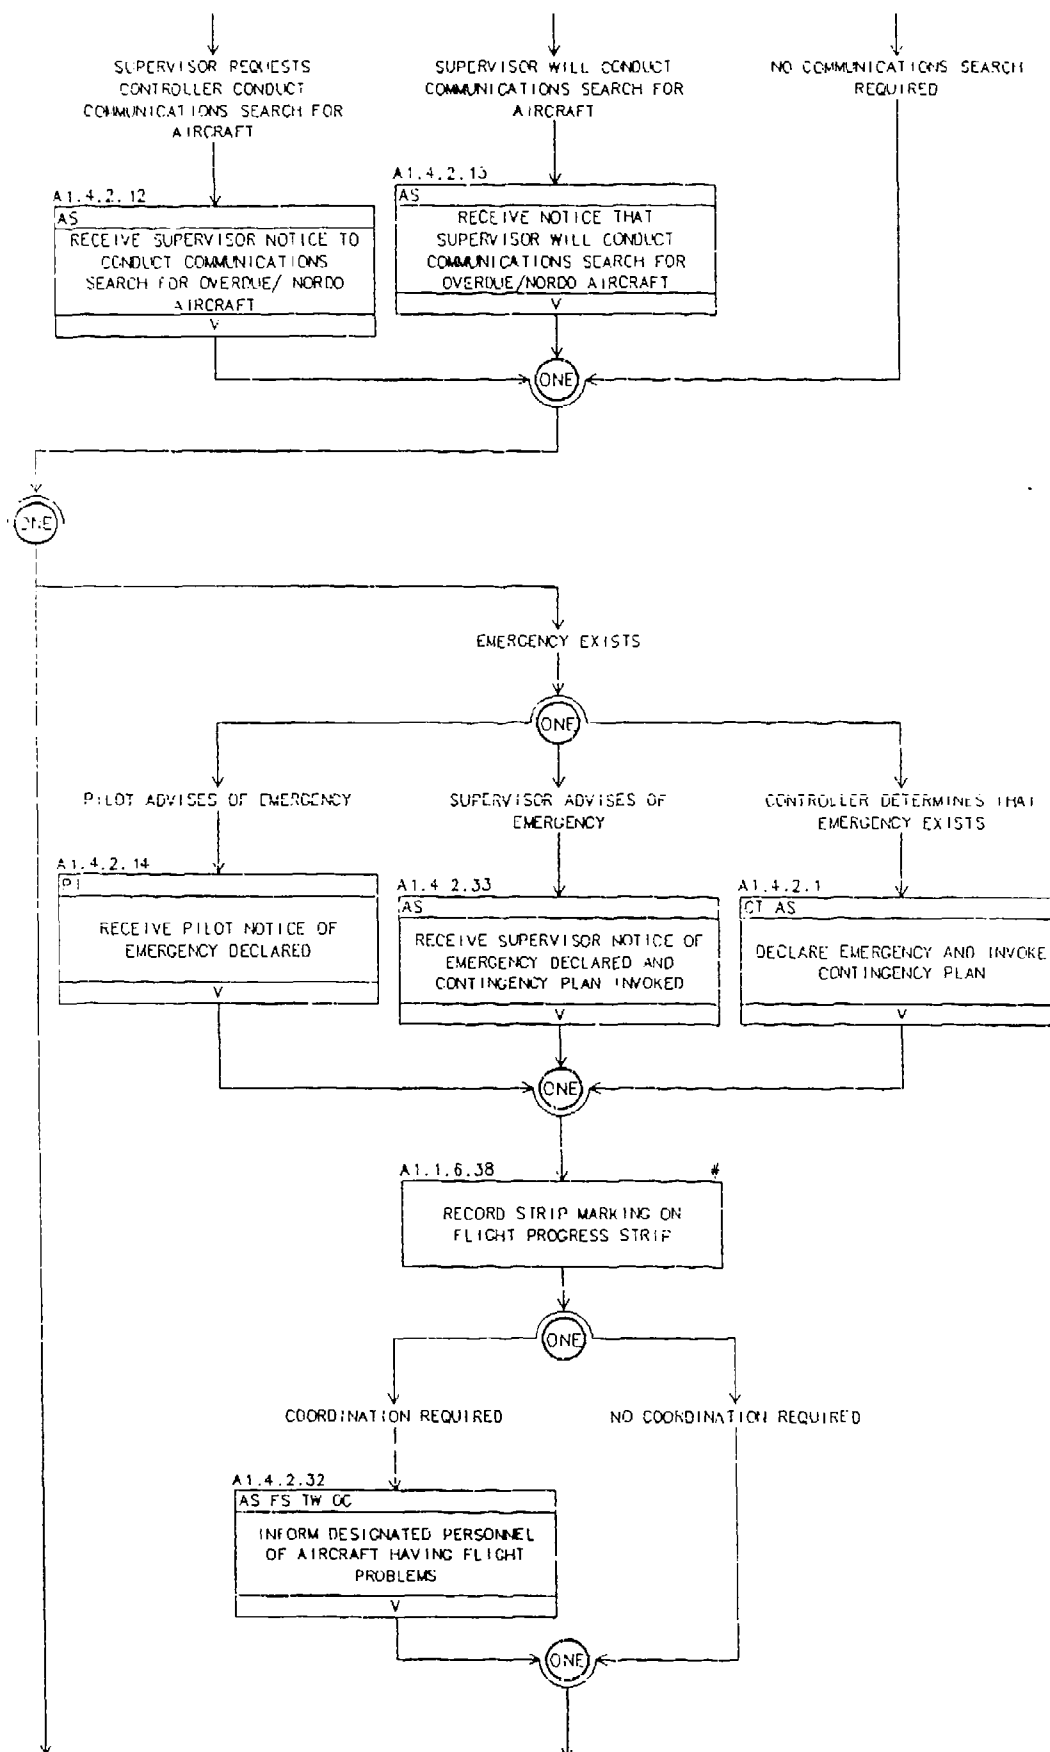 SUPERVISOR REQUESTS
CONTROLLER CONDUCT
COMMUNICATIONS SEARCH FOR
AIRCRAFT
SUPERVISOR WILL CONDUCT
COMMUNICATIONS SEARCH FOR
AIRCRAFT
NO COMMUNICATIONS SEARCH
REQUIRED
A1.4.2.12
AS
RECEIVE SUPERVISOR NOTICE TO
CONDUCT COMMUNICATIONS
SEARCH FOR OVERDUE/ NORDO
AIRCRAFT
V
A1.4.2.13
AS
RECEIVE NOTICE THAT
SUPERVISOR WILL CONDUCT
COMMUNICATIONS SEARCH FOR
OVERDUE/NORDO AIRCRAFT
V
ONE
ONE
EMERGENCY EXISTS
ONE
PILOT ADVISES OF EMERGENCY
SUPERVISOR ADVISES OF
EMERGENCY
CONTROLLER DETERMINES THAT
EMERGENCY EXISTS
A1.4.2.14
PI
RECEIVE PILOT NOTICE OF
EMERGENCY DECLARED
V
A1.4.2.33
AS
RECEIVE SUPERVISOR NOTICE OF
EMERGENCY DECLARED AND
CONTINGENCY PLAN INVOKED
V
A1.4.2.1
CT AS
DECLARE EMERGENCY AND INVOKE
CONTINGENCY PLAN
V
ONE
A1.1.6.38 #
RECORD STRIP MARKING ON
FLIGHT PROGRESS STRIP
ONE
COORDINATION REQUIRED
NO COORDINATION REQUIRED
A1.4.2.32
AS FS TW OC
INFORM DESIGNATED PERSONNEL
OF AIRCRAFT HAVING FLIGHT
PROBLEMS
V
ONE